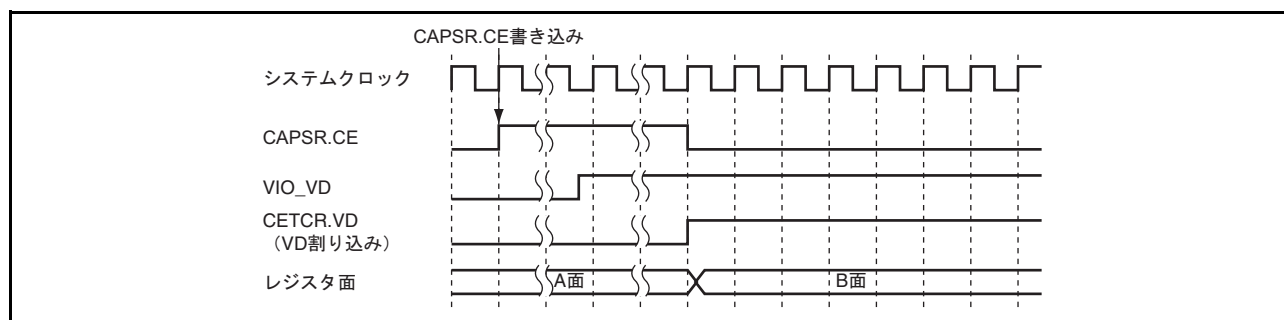 CAPSR.CE書き込み
システムクロック
CAPSR.CE
VIO_VD
CETCR.VD
（VD割り込み）
レジスタ面
A面
B面